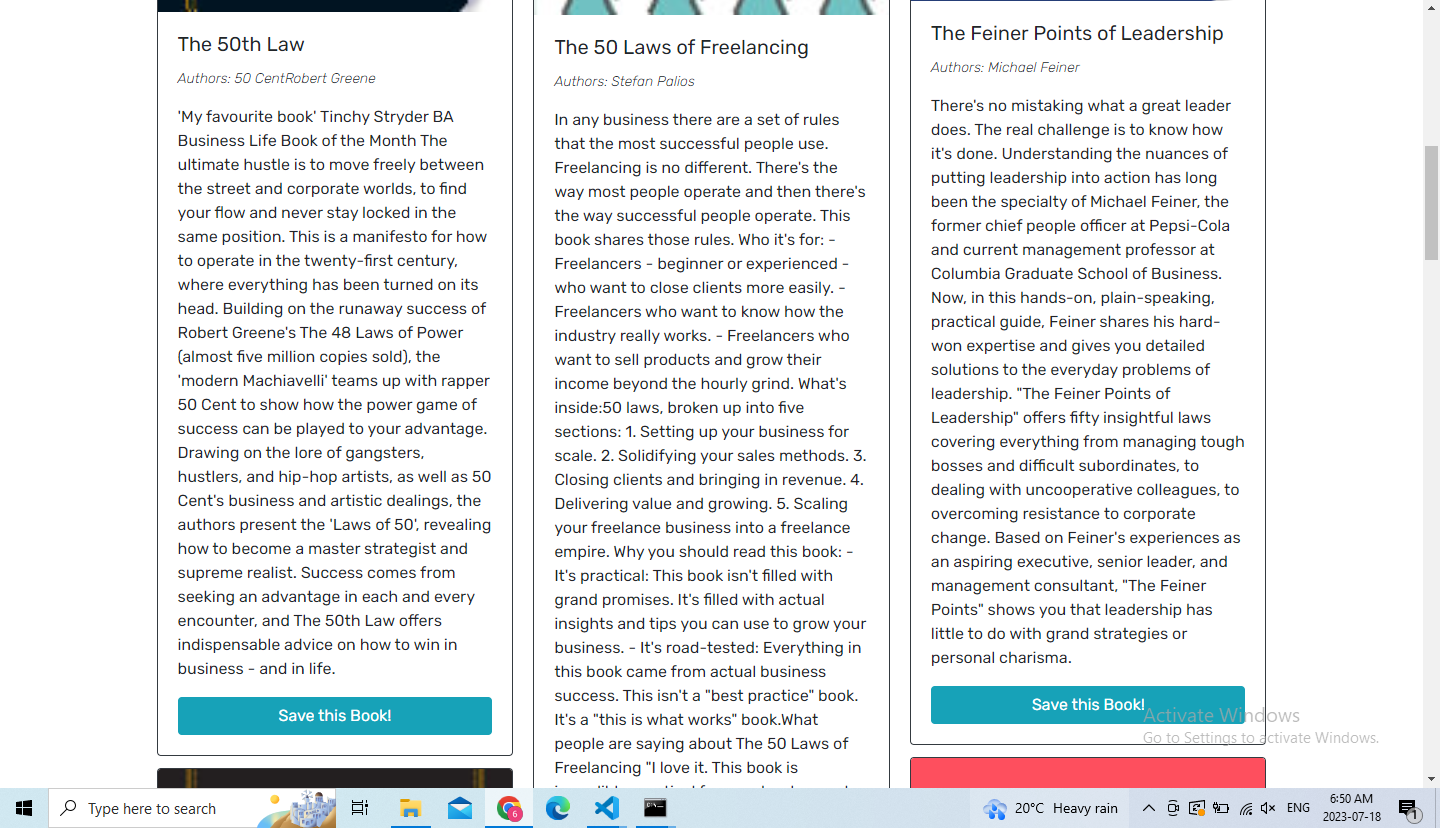 The 50th Law
Authors: 50 CentRobert Greene
'My favourite book' Tinchy Stryder BA
Business Life Book of the Month The
ultimate hustle is to move freely between
the street and corporate worlds, to find
your flow and never stay locked in the
same position. This is a manifesto for how
to operate in the twenty-first century,
where everything has been turned on its
head. Building on the runaway success of
Robert Greene's The 48 Laws of Power
(almost five million copies sold), the
'modern Machiavelli' teams up with rapper
50 Cent to show how the power game of
success can be played to your advantage.
Drawing on the lore of gangsters,
hustlers, and hip-hop artists, as well as 50
Cent's business and artistic dealings, the
authors present the 'Laws of 50', revealing
how to become a master strategist and
supreme realist. Success comes from
seeking an advantage in each and every
encounter, and The 50th Law offers
indispensable advice on how to win in
business - and in life.
Save this Book!
The 50 Laws of Freelancing
Authors: Stefan Palios
In any business there are a set of rules
that the most successful people use.
Freelancing is no different. There's the
way most people operate and then there's
the way successful people operate. This
book shares those rules. Who it's for: -
Freelancers - beginner or experienced -
who want to close clients more easily. -
Freelancers who want to know how the
industry really works. - Freelancers who
want to sell products and grow their
income beyond the hourly grind. What's
inside:50 laws, broken up into five
sections: 1. Setting up your business for
scale. 2. Solidifying your sales methods. 3.
Closing clients and bringing in revenue. 4.
Delivering value and growing. 5. Scaling
your freelance business into a freelance
empire. Why you should read this book: -
It's practical: This book isn't filled with
grand promises. It's filled with actual
insights and tips you can use to grow your
business. - It's road-tested: Everything in
this book came from actual business
success. This isn't a "best practice" book.
It's a "this is what works" book.What
people are saying about The 50 Laws of
Freelancing "I love it. This book is
The Feiner Points of Leadership
Authors: Michael Feiner
There's no mistaking what a great leader
does. The real challenge is to know how
it's done. Understanding the nuances of
putting leadership into action has long
been the specialty of Michael Feiner, the
former chief people officer at Pepsi-Cola
and current management professor at
Columbia Graduate School of Business.
Now, in this hands-on, plain-speaking,
practical guide, Feiner shares his hard-
won expertise and gives you detailed
solutions to the everyday problems of
leadership. "The Feiner Points of
Leadership" offers fifty insightful laws
covering everything from managing tough
bosses and difficult subordinates, to
dealing with uncooperative colleagues, to
overcoming resistance to corporate
change. Based on Feiner's experiences as
an aspiring executive, senior leader, and
management consultant, "The Feiner
Points" shows you that leadership has
little to do with grand strategies or
personal charisma.
Save this Book!
Activate Windows
Go to Settings to activate Windows.
Type here to search
6
20°C Heavy rain
ENG
6:50 AM
2023-07-18
1